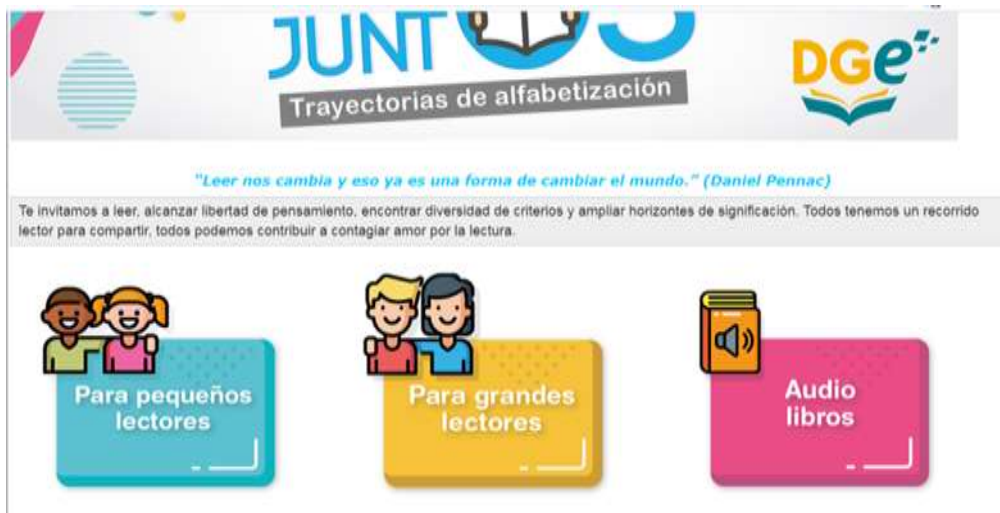 JUNTOS
Trayectorias de alfabetización
DGe
"Leer nos cambia y eso ya es una forma de cambiar el mundo." (Daniel Pennac)
Te invitamos a leer, alcanzar libertad de pensamiento, encontrar diversidad de criterios y ampliar horizontes de significación. Todos tenemos un recorrido
lector para compartir, todos podemos contribuir a contagiar amor por la lectura.
Para pequeños
lectores
Para grandes
lectores
Audio
libros